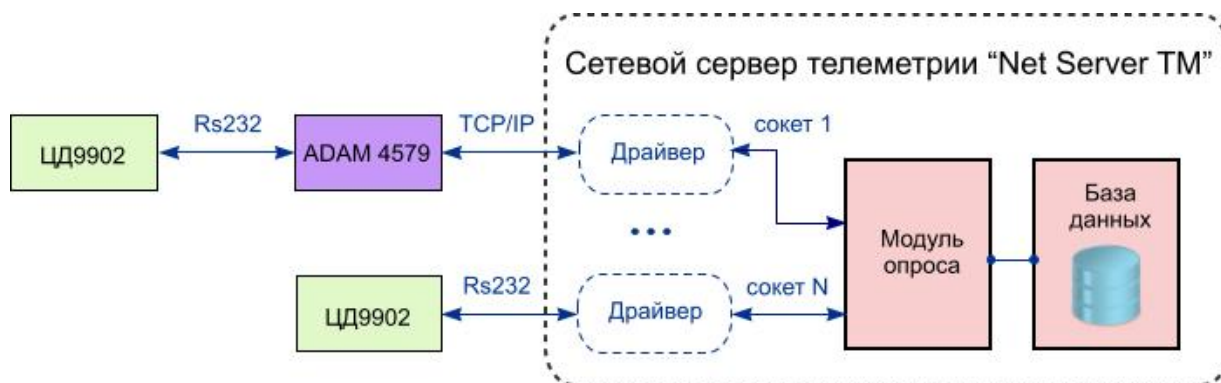 Сетевой сервер телеметрии “Net Server TM”
ЦД9902
Rs232
ADAM 4579
TCP/IP
Драйвер
сокет 1
...
ЦД9902
Rs232
Драйвер
сокет N
Модуль
опроса
База
данных